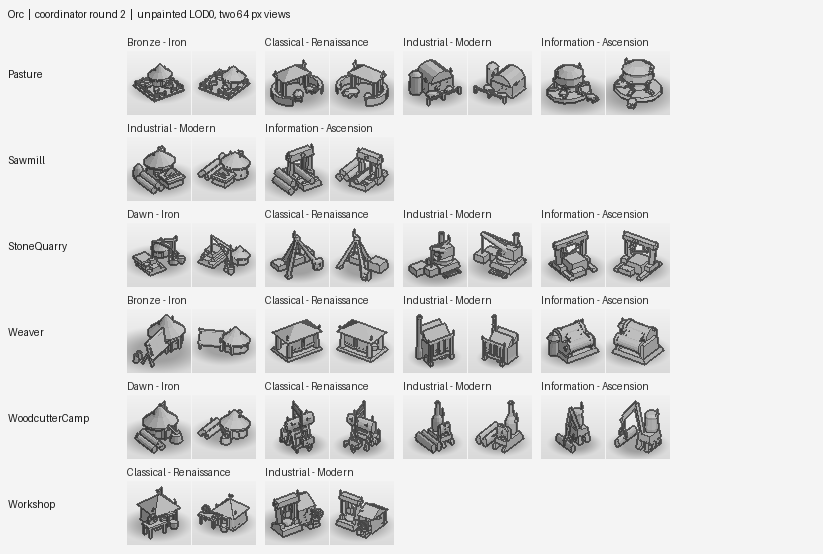 Orc | coordinator round 2 | unpainted LOD0, two 64 px views
Bronze - Iron Classical - Renaissance Industrial - Modern Information - Ascension
Pasture
Industrial - Modern Information - Ascension
Sawmill
Dawn - Iron Classical - Renaissance Industrial - Modern Information - Ascension
StoneQuarry
Bronze - Iron Classical - Renaissance Industrial - Modern Information - Ascension
Weaver
Dawn - Iron Classical - Renaissance Industrial - Modern Information - Ascension
WoodcutterCamp
Classical - Renaissance Industrial - Modern
Workshop